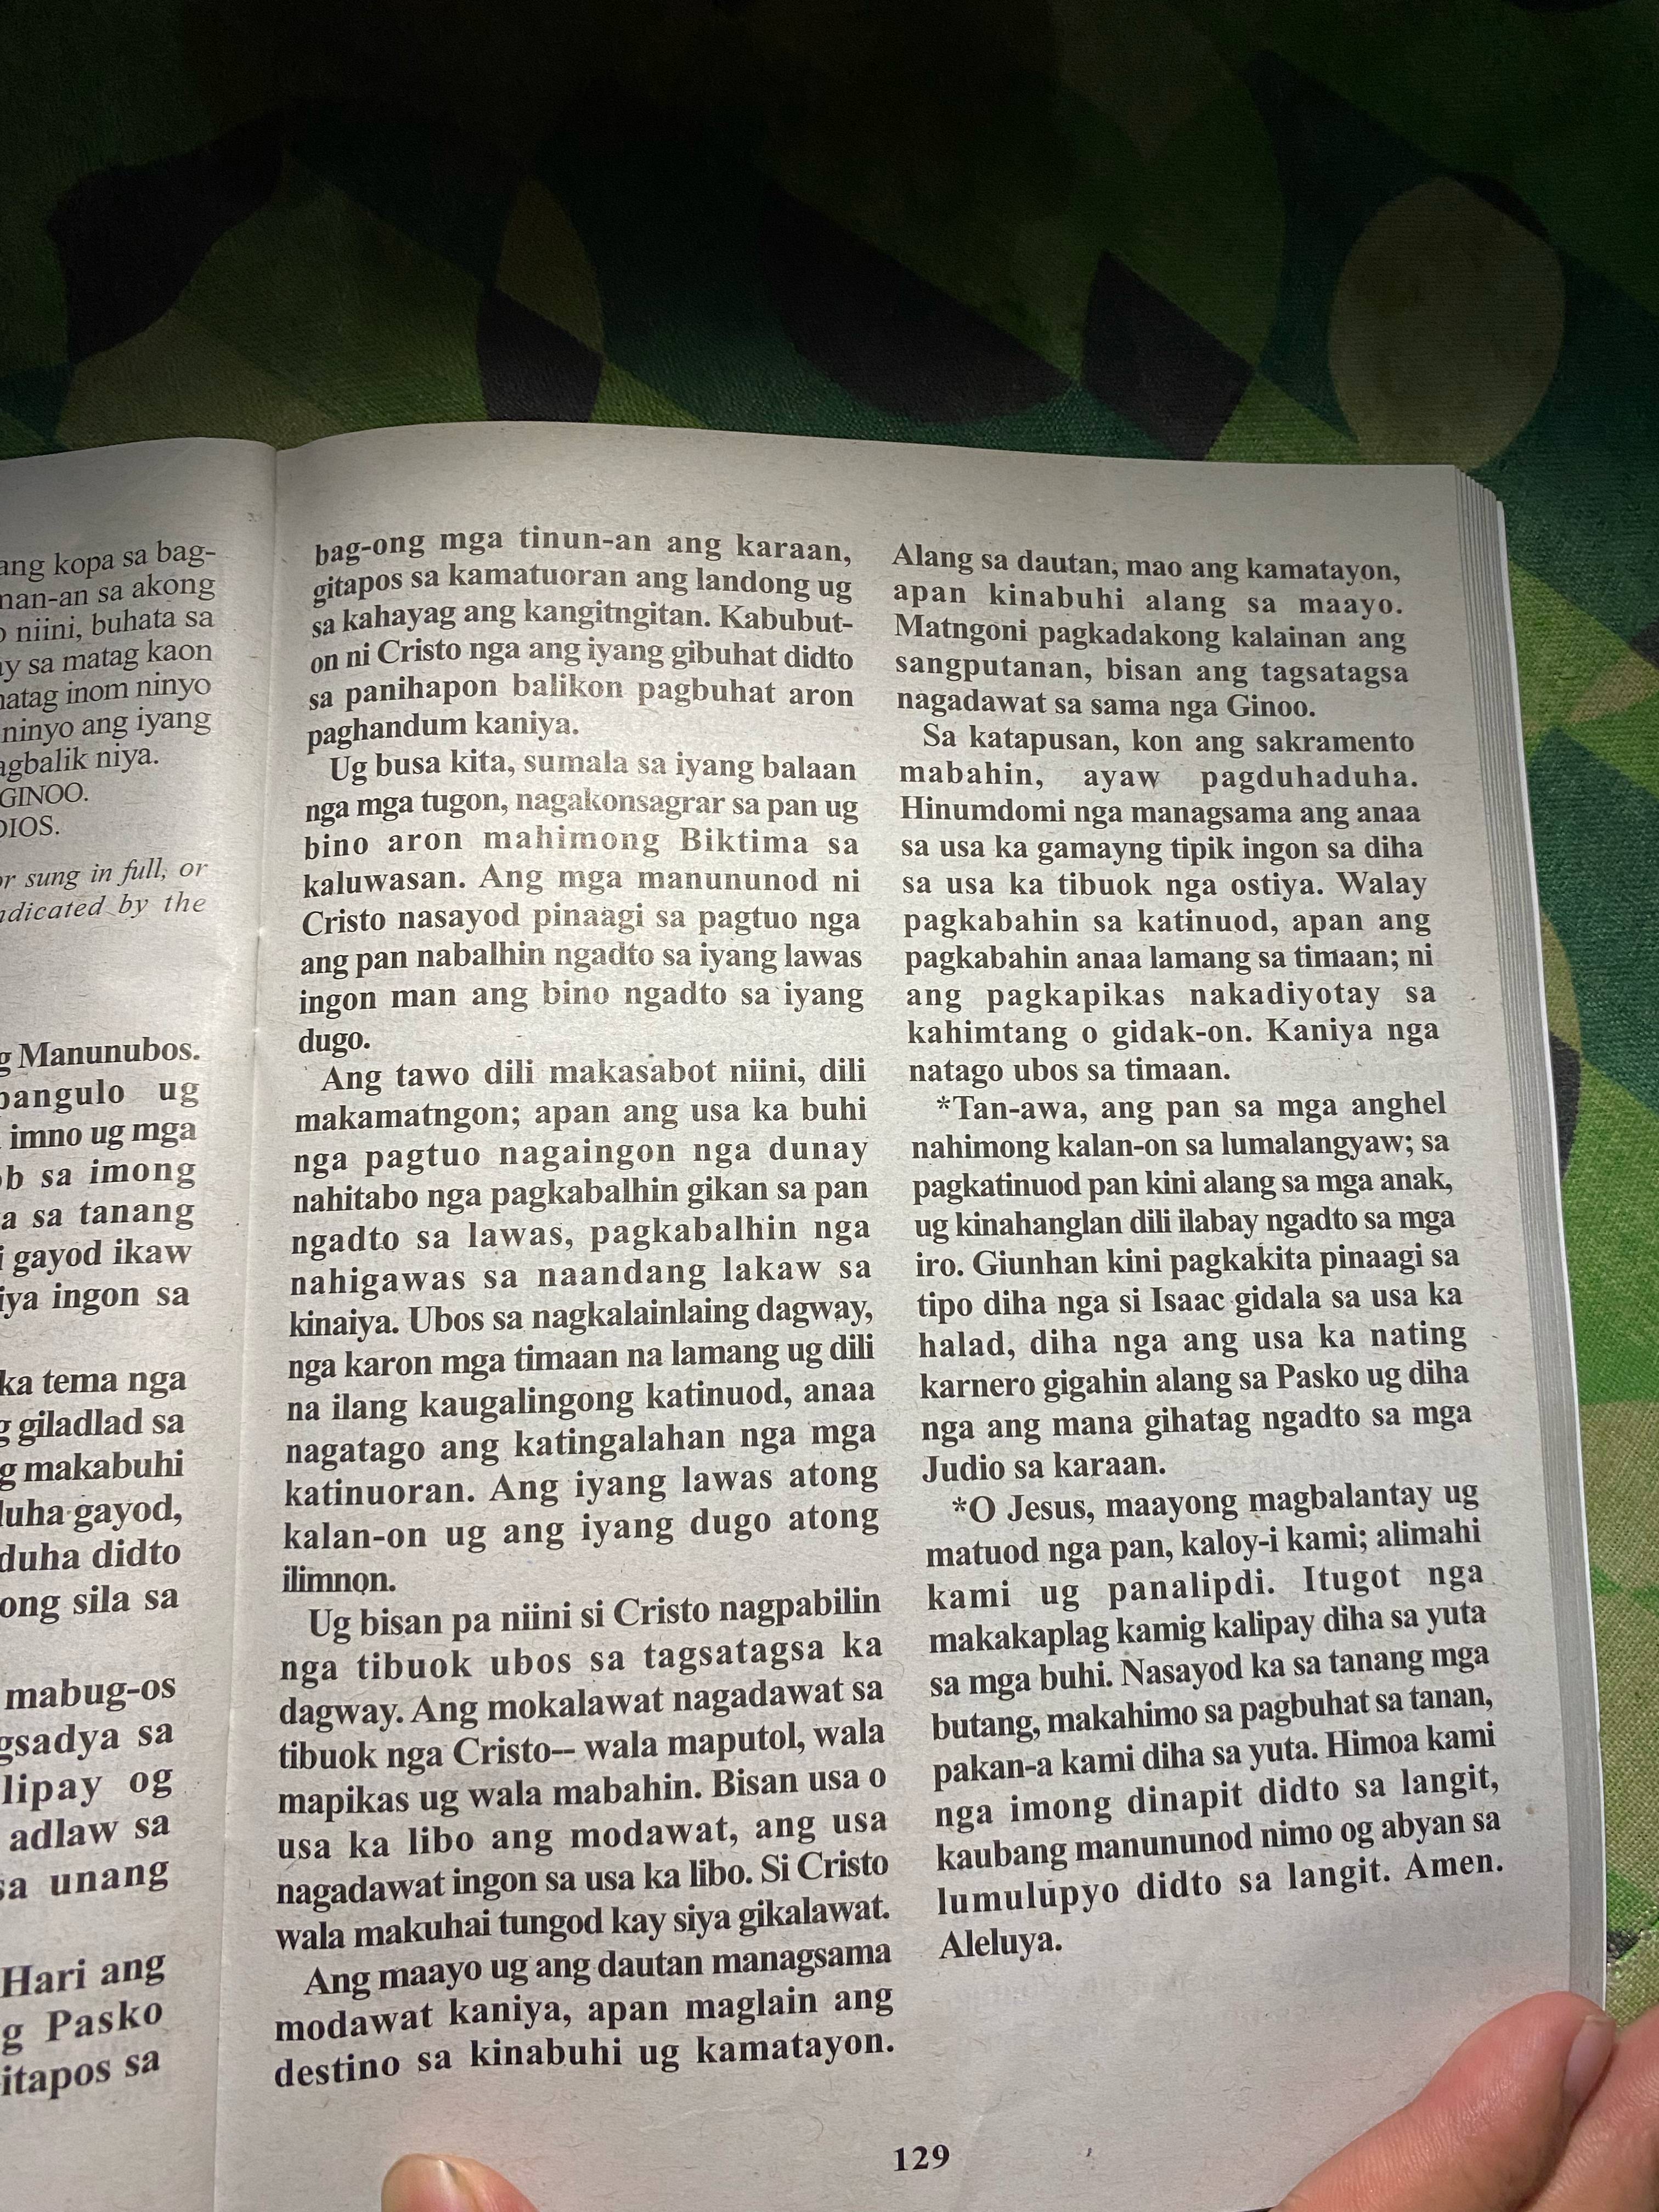 ang kopa sa bag-
man-an sa akong
niini, buhata sa
sa matag kaon
matag inom ninyo
ninyo ang iyang
agbalik niya.
GINOO.
DIOS.
or sung in full, or
indicated by the
Manunubos.
pangulo ug
imno ug mga
sa imong
sa tanang
gayod ikaw
iya ingon sa
ka tema nga
giladlad sa
makabuhi
duha gayod,
duha didto
ong sila sa
mabug-os
gsadya sa
lipay og
adlaw sa
sa unang
Hari ang
g Pasko
itapos sa
bag-ong mga tinun-an ang karaan,
gitapos sa kamatuoran ang landong ug
sa kahayag ang kangitngitan. Kabubut-
on ni Cristo nga ang iyang gibuhat didto
sa panihapon balikon pagbuhat aron
paghandum kaniya.
Ug busa kita, sumala sa iyang balaan
nga mga tugon, nagakonsagrar sa pan ug
bino aron mahimong Biktima sa
kaluwasan. Ang mga manununod ni
Cristo nasayod pinaagi sa pagtuo nga
ang pan nabalhin ngadto sa iyang lawas
ingon man ang bino ngadto sa iyang
dugo.
Ang tawo dili makasabot niini, dili
makamatngon; apan ang usa ka buhi
nga pagtuo nagaingon nga dunay
nahitabo nga pagkabalhin gikan sa pan
ngadto sa lawas, pagkabalhin nga
nahigawas sa naandang lakaw sa
kinaiya. Ubos sa nagkalainlaing dagway,
nga karon mga timaan na lamang ug dili
na ilang kaugalingong katinuod, anaa
nagatago ang katingalahan nga mga
katinuoran. Ang iyang lawas atong
kalan-on ug ang iyang dugo atong
ilimnon.
Ug bisan pa niini si Cristo nagpabilin
nga tibuok ubos sa tagsatagsa ka
dagway. Ang mokalawat nagadawat sa
tibuok nga Cristo-- wala maputol, wala
mapikas ug wala mabahin. Bisan usa o
usa ka libo ang modawat, ang usa
nagadawat ingon sa usa ka libo. Si Cristo
wala makuhai tungod kay siya gikalawat.
Ang maayo ug ang dautan managsama
modawat kaniya, apan maglain ang
destino sa kinabuhi ug kamatayon.
Alang sa dautan, mao ang kamatayon,
apan kinabuhi alang sa maayo.
Matngoni pagkadakong kalainan ang
sangputanan, bisan ang tagsatagsa
nagadawat sa sama nga Ginoo.
Sa katapusan, kon ang sakramento
mabahin, ayaw pagduhaduha.
Hinumdomi nga managsama ang anaa
sa usa ka gamayng tipik ingon sa diha
sa usa ka tibuok nga ostiya. Walay
pagkabahin sa katinuod, apan ang
pagkabahin anaa lamang sa timaan; ni
ang pagkapikas nakadiyotay sa
kahimtang o gidak-on. Kaniya nga
natago ubos sa timaan.
*Tan-awa, ang pan sa mga anghel
nahimong kalan-on sa lumalangyaw; sa
pagkatinuod pan kini alang sa mga anak,
ug kinahanglan dili ilabay ngadto sa mga
iro. Giunhan kini pagkakita pinaagi sa
tipo diha nga si Isaac gidala sa usa ka
halad, diha nga ang usa ka nating
karnero gigahin alang sa Pasko ug diha
nga ang mana gihatag ngadto sa mga
Judio sa karaan.
*O Jesus, maayong magbalantay ug
matuod nga pan, kaloy-i kami; alimahi
kami ug panalipdi. Itugot nga
makakaplag kamig kalipay diha sa yuta
sa mga buhi. Nasayod ka sa tanang mga
butang, makahimo sa pagbuhat sa tanan,
pakan-a kami diha sa yuta. Himoa kami
nga imong dinapit didto sa langit,
kaubang manununod nimo og abyan sa
lumulupyo didto sa langit. Amen.
Aleluya.
129